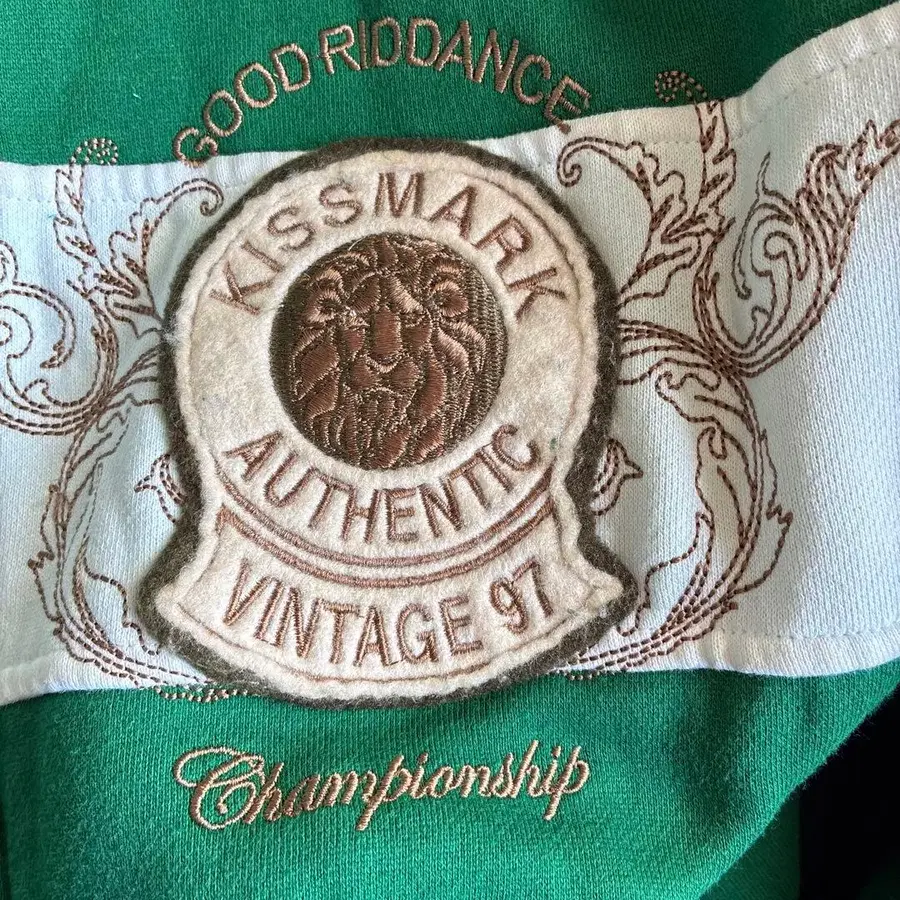 GOOD RIDDANCE
KISSMARK
AUTHENTIC
VINTAGE 97
Championship